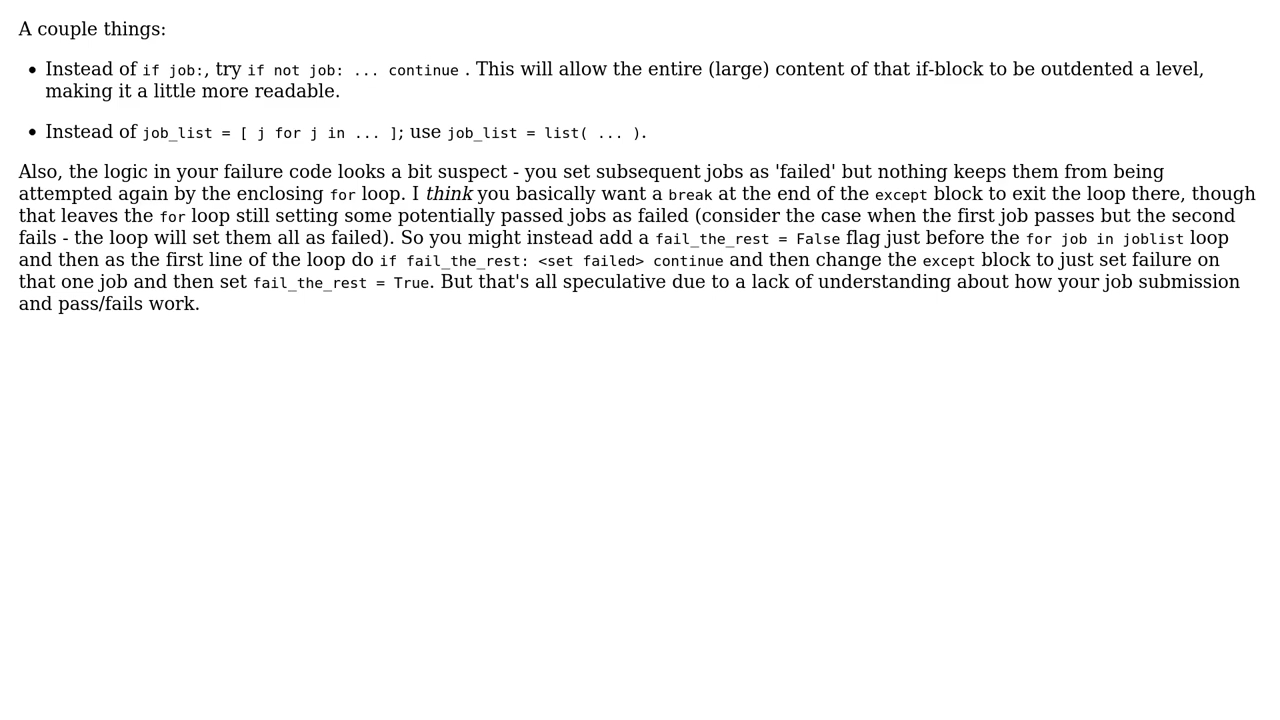 A couple things:
Instead of if job:, try if not job: ... continue . This will allow the entire (large) content of that if-block to be outdented a level,
making it a little more readable.
Instead of job_list = [ j for j in ... ]; use job_list = list( ... ).
Also, the logic in your failure code looks a bit suspect - you set subsequent jobs as 'failed' but nothing keeps them from being
attempted again by the enclosing for loop. I think you basically want a break at the end of the except block to exit the loop there, though
that leaves the for loop still setting some potentially passed jobs as failed (consider the case when the first job passes but the second
fails - the loop will set them all as failed). So you might instead add a fail_the_rest = False flag just before the for job in joblist loop
and then as the first line of the loop do if fail_the_rest: <set failed> continue and then change the except block to just set failure on
that one job and then set fail_the_rest = True. But that's all speculative due to a lack of understanding about how your job submission
and pass/fails work.